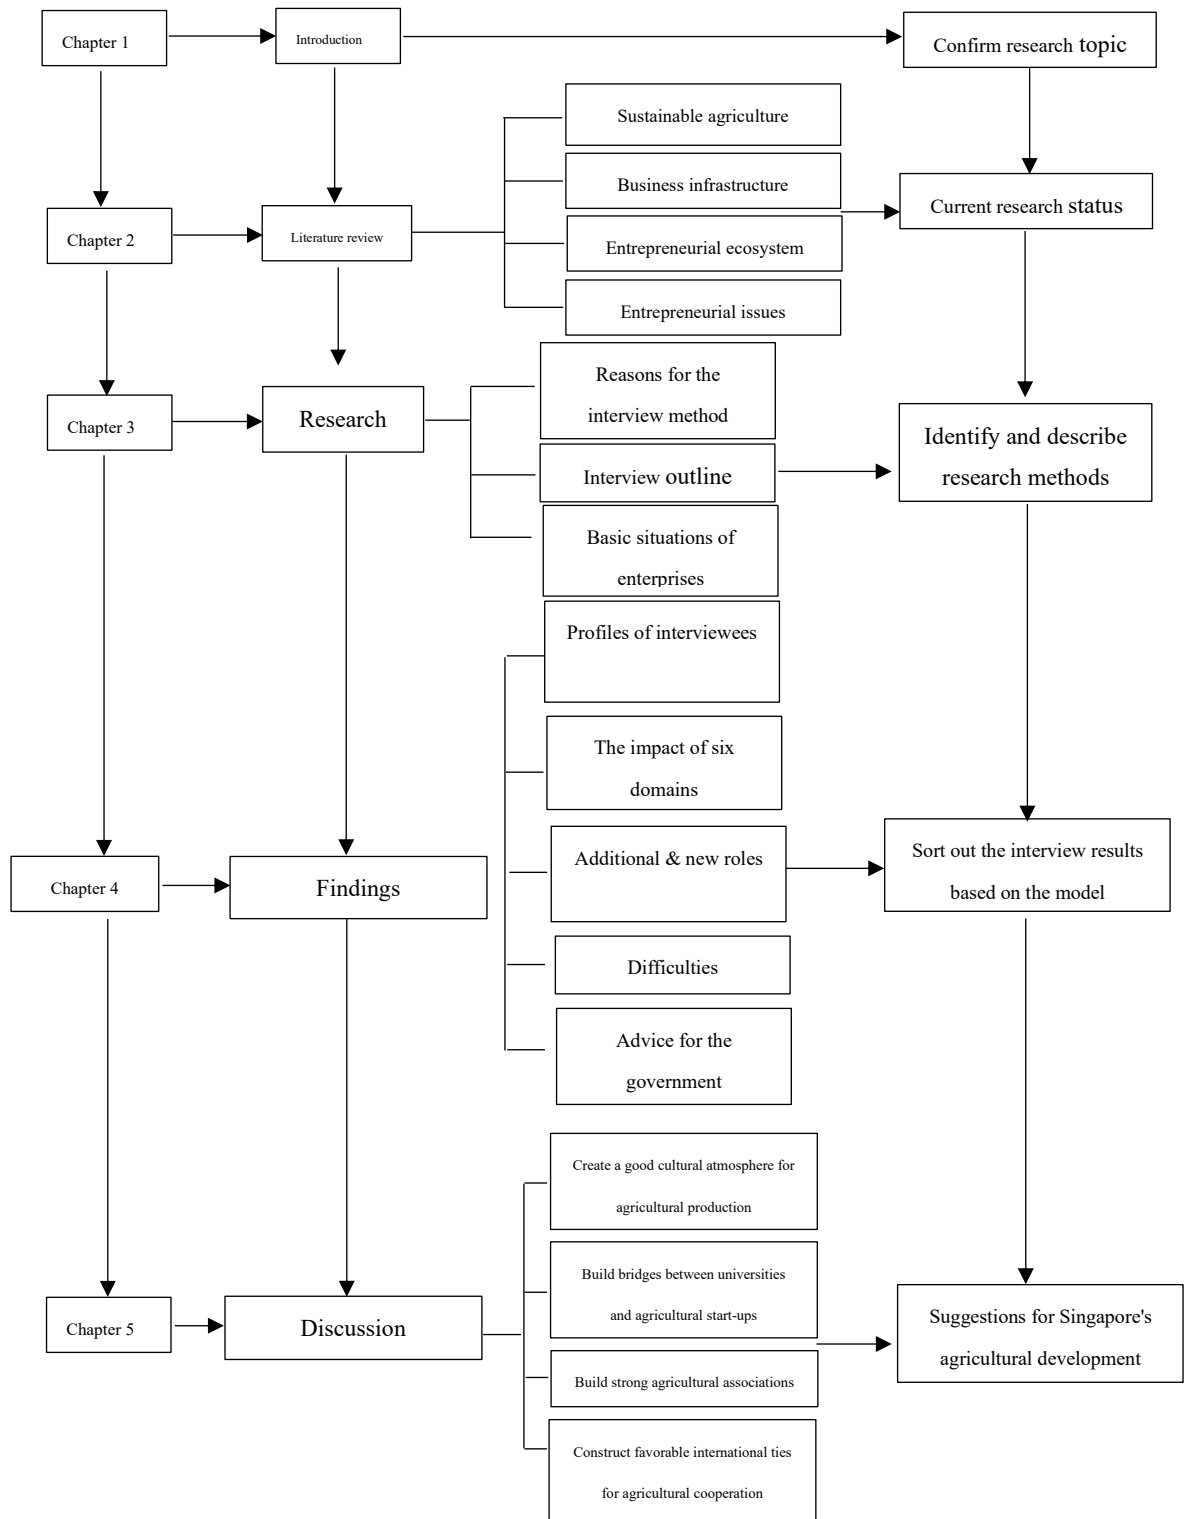 Chapter 1
Introduction
Confirm research topic
Sustainable agriculture
Business infrastructure
Current research status
Chapter 2
Literature review
Entrepreneurial ecosystem
Entrepreneurial issues
Reasons for the
interview method
Chapter 3
Research
Identify and describe
research methods
Interview outline
Basic situations of
enterprises
Profiles of interviewees
The impact of six
domains
Additional & new roles
Sort out the interview results
based on the model
Chapter 4
Findings
Difficulties
Advice for the
government
Create a good cultural atmosphere for
agricultural production
Build bridges between universities
and agricultural start-ups
Chapter 5
Discussion
Suggestions for Singapore's
agricultural development
Build strong agricultural associations
Construct favorable international ties
for agricultural cooperation